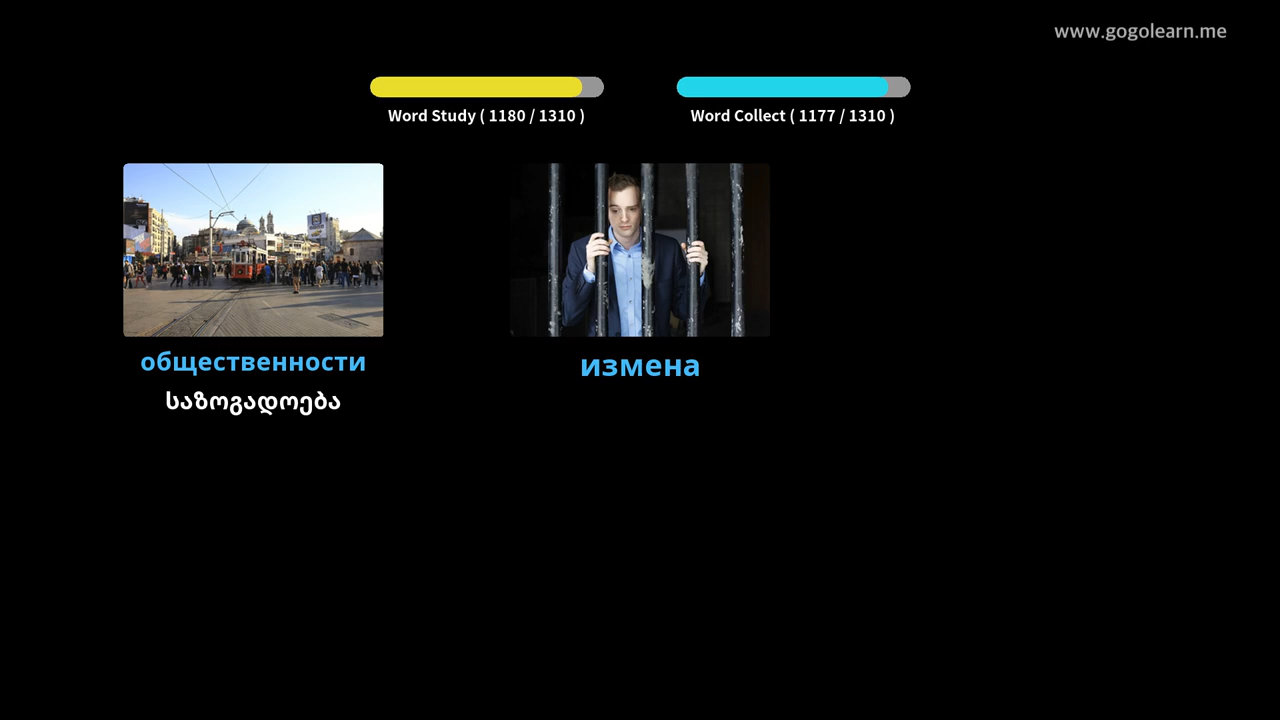 www.gogolearn.me
Word Study ( 1180 / 1310 )
Word Collect ( 1177 / 1310 )
общественности
საზოგადოება
измена